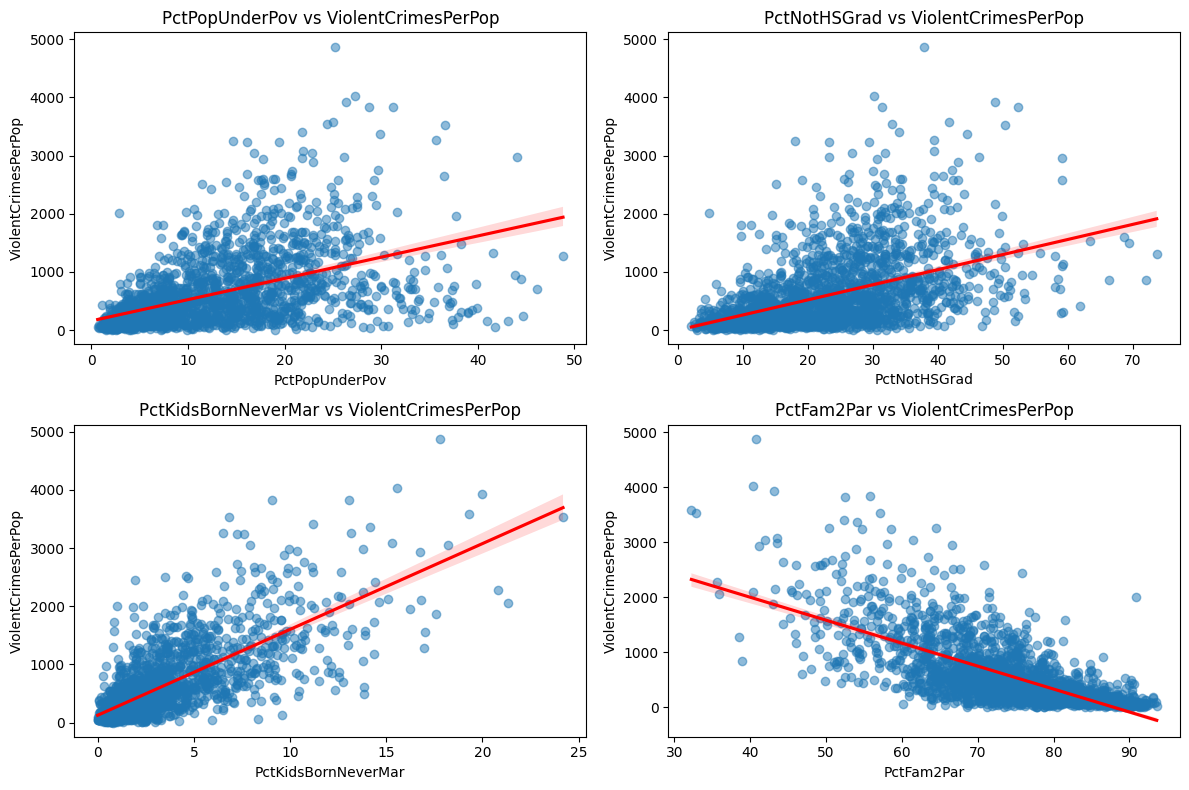 PctPopUnderPov vs ViolentCrimesPerPop
5000
4000
3000
2000
1000
0
ViolentCrimesPerPop
0 10 20 30 40 50
PctPopUnderPov
PctNotHSGrad vs ViolentCrimesPerPop
5000
4000
3000
2000
1000
0
ViolentCrimesPerPop
0 10 20 30 40 50 60 70
PctNotHSGrad
PctKidsBornNeverMar vs ViolentCrimesPerPop
5000
4000
3000
2000
1000
0
ViolentCrimesPerPop
0 5 10 15 20 25
PctKidsBornNeverMar
PctFam2Par vs ViolentCrimesPerPop
5000
4000
3000
2000
1000
0
ViolentCrimesPerPop
30 40 50 60 70 80 90
PctFam2Par